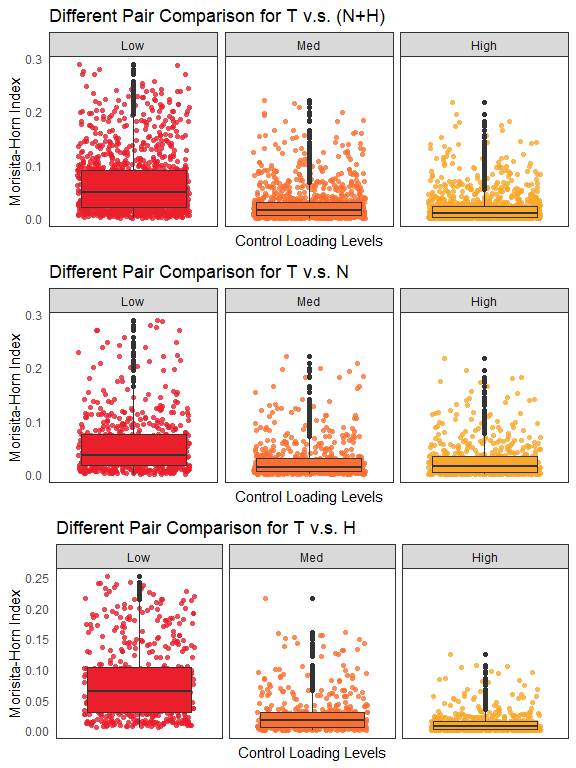 Different Pair Comparison for T v.s. (N+H)
Low Med High
Morisita-Horn Index
0.3
0.2
0.1
0.0
Control Loading Levels
Different Pair Comparison for T v.s. N
Low Med High
Morisita-Horn Index
0.3
0.2
0.1
0.0
Control Loading Levels
Different Pair Comparison for T v.s. H
Low Med High
Morisita-Horn Index
0.25
0.20
0.15
0.10
0.05
0.00
Control Loading Levels